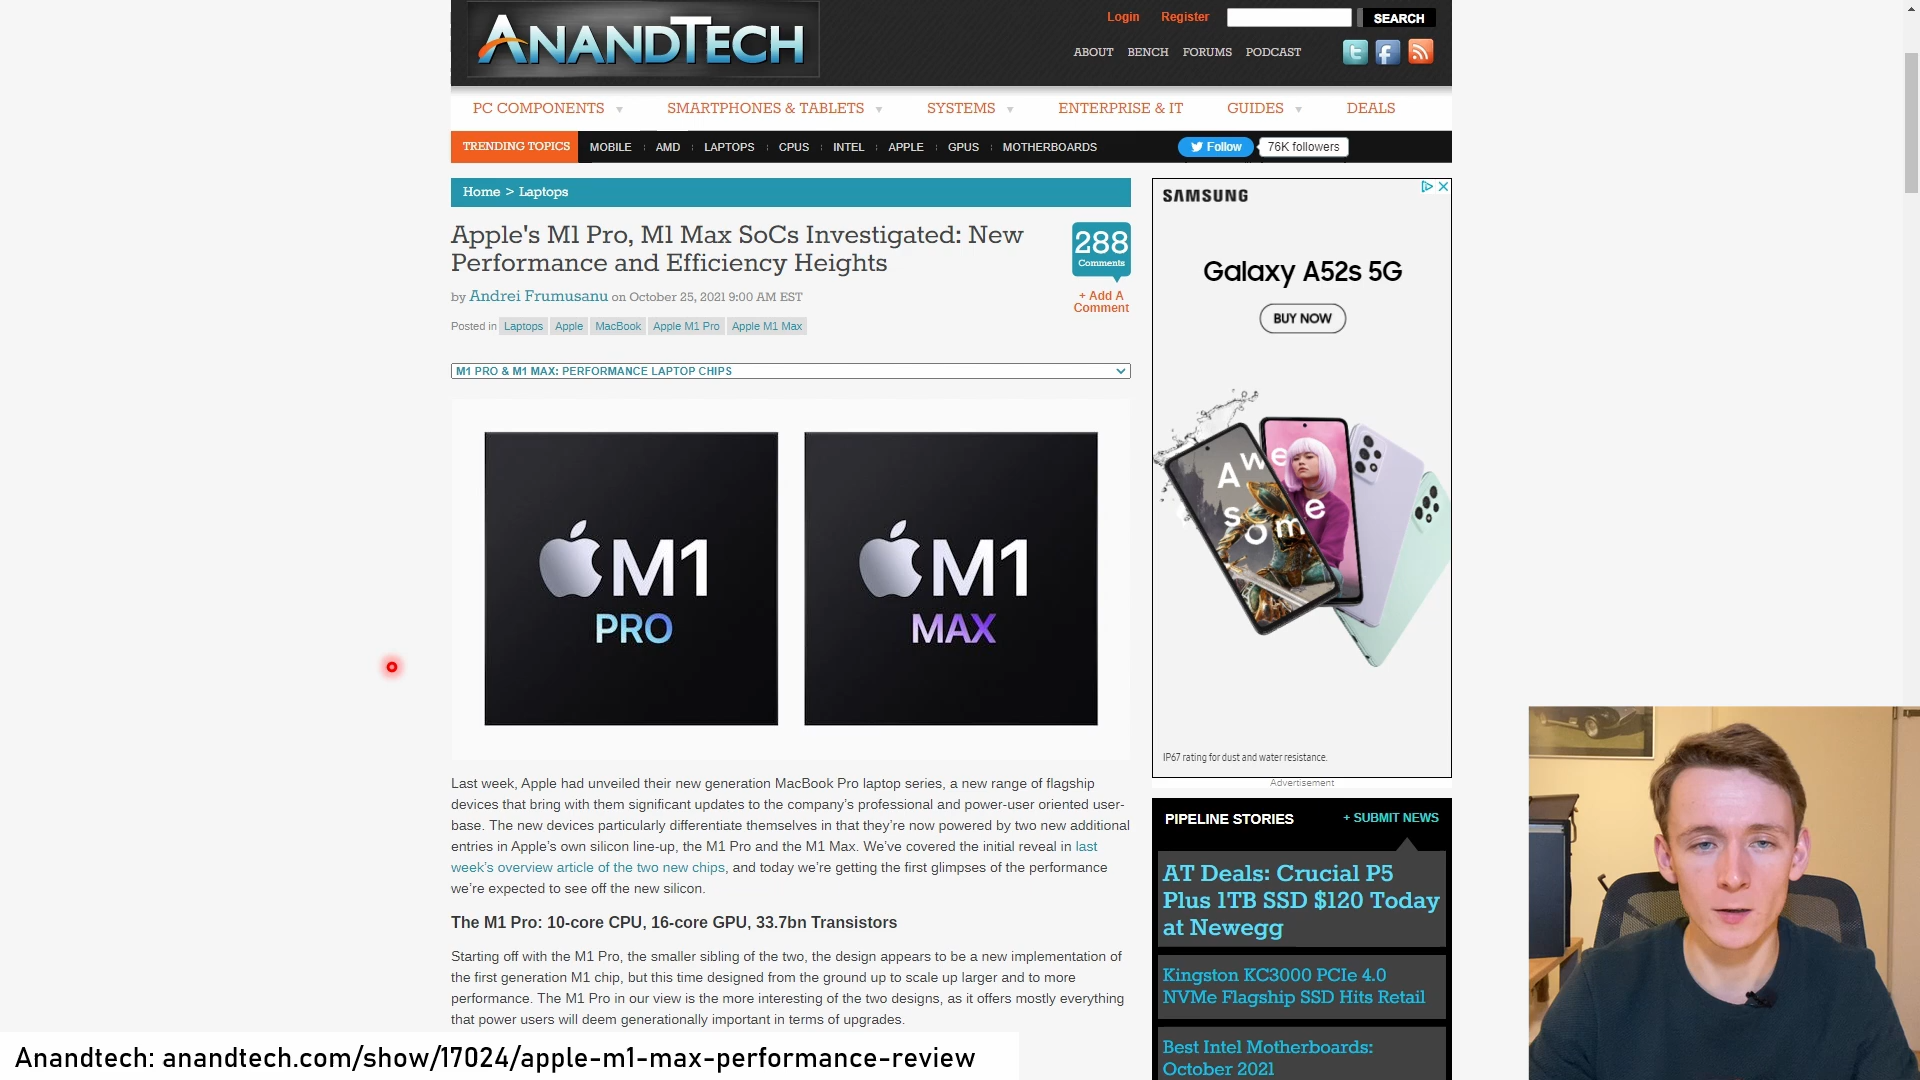 ANANDTECH
Login Register SEARCH
ABOUT BENCH FORUMS PODCAST
PC COMPONENTS SMARTPHONES & TABLETS SYSTEMS ENTERPRISE & IT GUIDES DEALS
TRENDING TOPICS MOBILE AMD LAPTOPS CPUS INTEL APPLE GPUS MOTHERBOARDS Follow 76K followers
Home > Laptops
Apple's M1 Pro, M1 Max SoCs Investigated: New
Performance and Efficiency Heights
288
Comments
+ Add A
Comment
by Andrei Frumusanu on October 25, 2021 9:00 AM EST
Posted in Laptops Apple MacBook Apple M1 Pro Apple M1 Max
M1 PRO & M1 MAX: PERFORMANCE LAPTOP CHIPS
M1
PRO
M1
MAX
Last week, Apple had unveiled their new generation MacBook Pro laptop series, a new range of flagship
devices that bring with them significant updates to the company's professional and power-user oriented user-
base. The new devices particularly differentiate themselves in that they're now powered by two new additional
entries in Apple's own silicon line-up, the M1 Pro and the M1 Max. We've covered the initial reveal in last
week's overview article of the two new chips, and today we're getting the first glimpses of the performance
we're expected to see off the new silicon.
The M1 Pro: 10-core CPU, 16-core GPU, 33.7bn Transistors
Starting off with the M1 Pro, the smaller sibling of the two, the design appears to be a new implementation of
the first generation M1 chip, but this time designed from the ground up to scale up larger and to more
performance. The M1 Pro in our view is the more interesting of the two designs, as it offers mostly everything
that power users will deem generationally important in terms of upgrades.
SAMSUNG
Galaxy A52s 5G
BUY NOW
Awe
some
IP67 rating for dust and water resistance.
Advertisement
PIPELINE STORIES + SUBMIT NEWS
AT Deals: Crucial P5
Plus 1TB SSD $120 Today
at Newegg
Kingston KC3000 PCIe 4.0
NVMe Flagship SSD Hits Retail
Best Intel Motherboards:
October 2021
Anandtech: anandtech.com/show/17024/apple-m1-max-performance-review